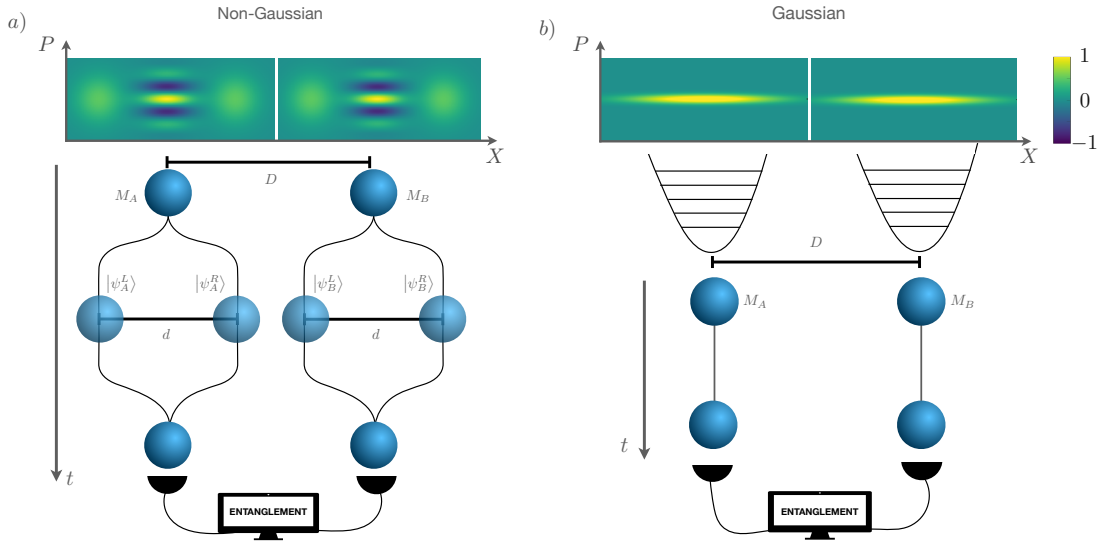 Non-Gaussian
a)
P
X
D
M_A
M_B
|ψ_A^L⟩
|ψ_A^R⟩
|ψ_B^L⟩
|ψ_B^R⟩
d
d
t
ENTANGLEMENT
Gaussian
b)
P
X
1
0
−1
D
M_A
M_B
t
ENTANGLEMENT